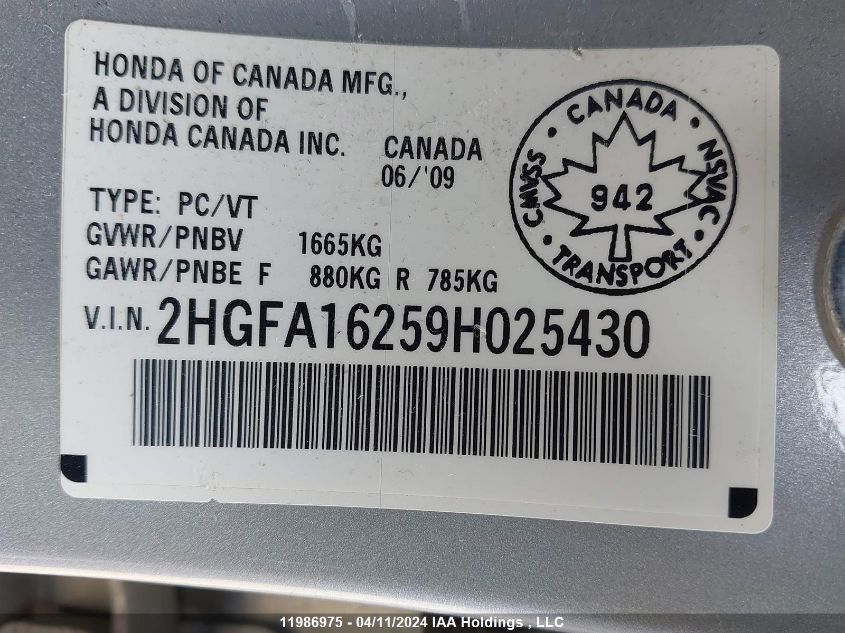 HONDA OF CANADA MFG.,
A DIVISION OF
HONDA CANADA INC. CANADA
06/'09
TYPE: PC/VT
GVWR/PNBV 1665KG
GAWR/PNBE F 880KG R 785KG
V.I.N. 2HGFA16259H025430
CMVSS • CANADA • NSVAC • TRANSPORT •
942
11986975 - 04/11/2024 IAA Holdings , LLC